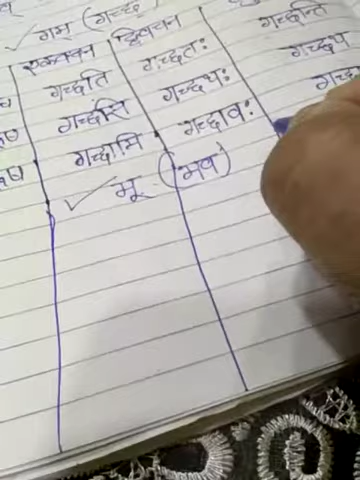 ✓ गम (गच्छ
एकवचन द्विवचन
गच्छति गच्छतः गच्छन्ति
गच्छसि गच्छथः गच्छथ
गच्छामि गच्छावः गच्छा
✓ भू (भव)